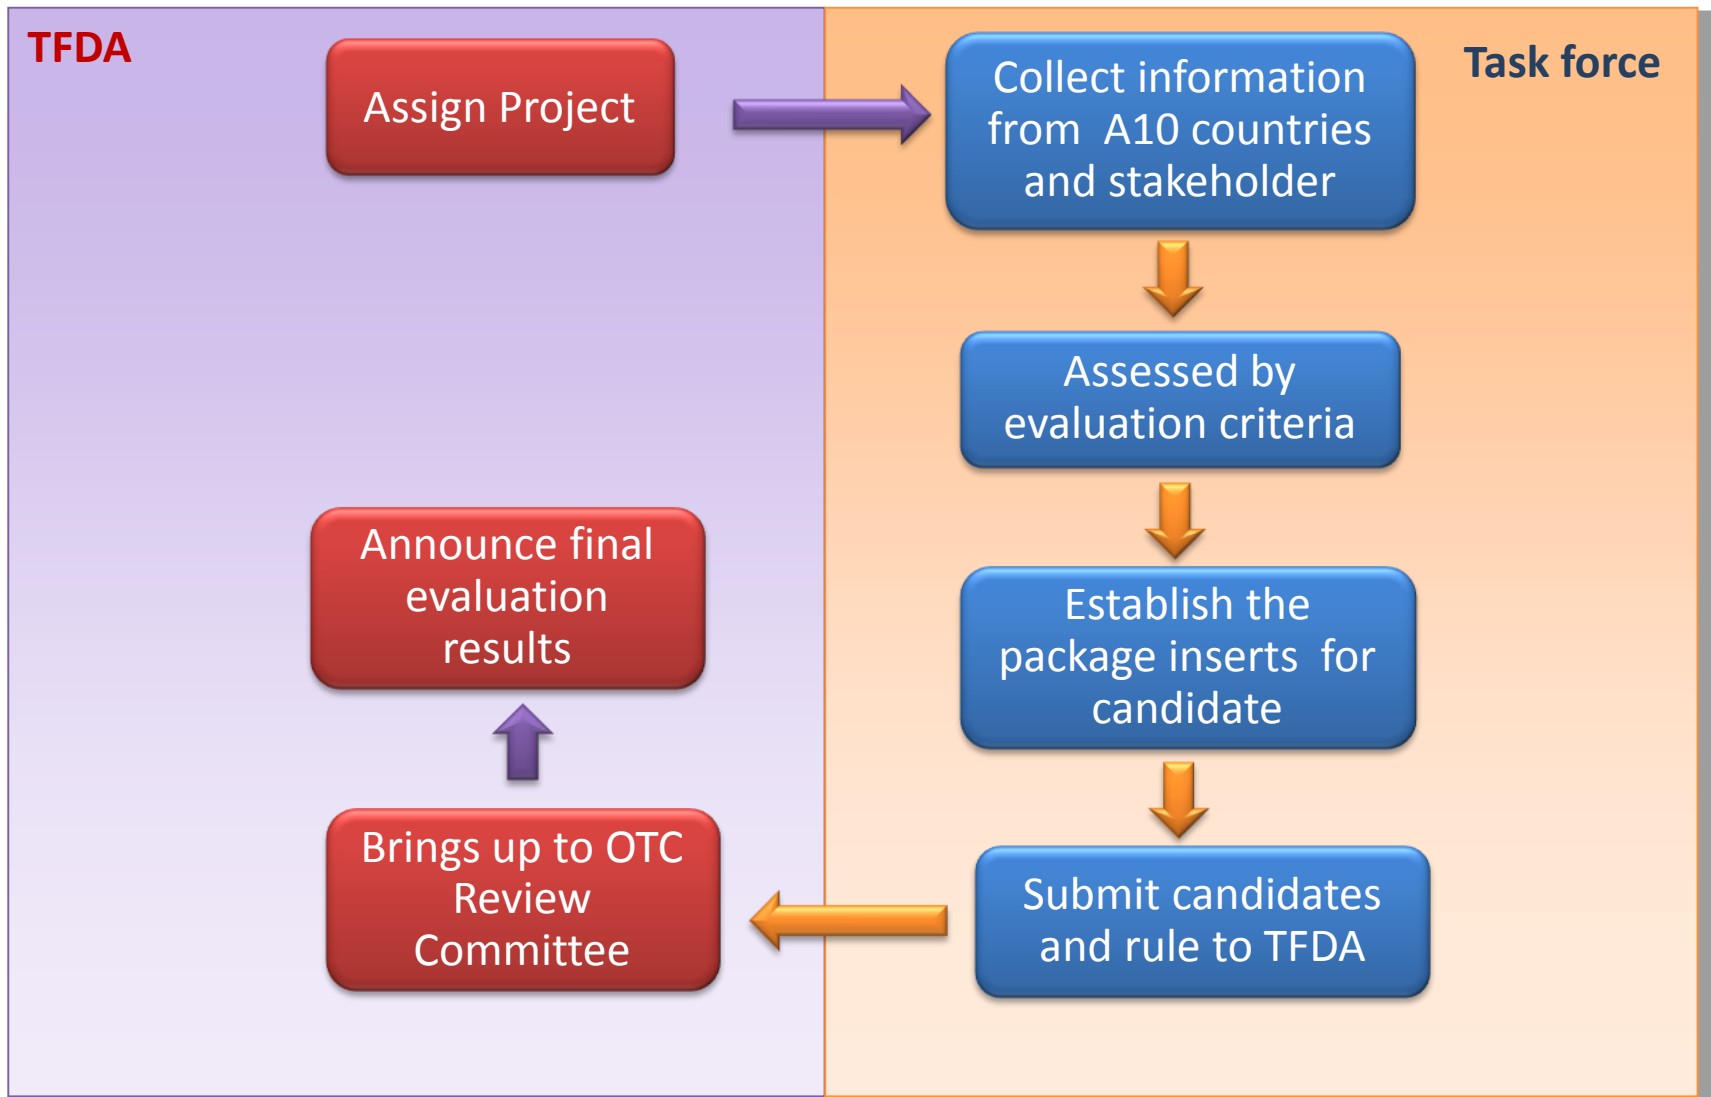 TFDA
Task force
Assign Project
Collect information
from  A10 countries
and stakeholder
Assessed by
evaluation criteria
Establish the
package inserts  for
candidate
Submit candidates
and rule to TFDA
Brings up to OTC
Review
Committee
Announce final
evaluation
results